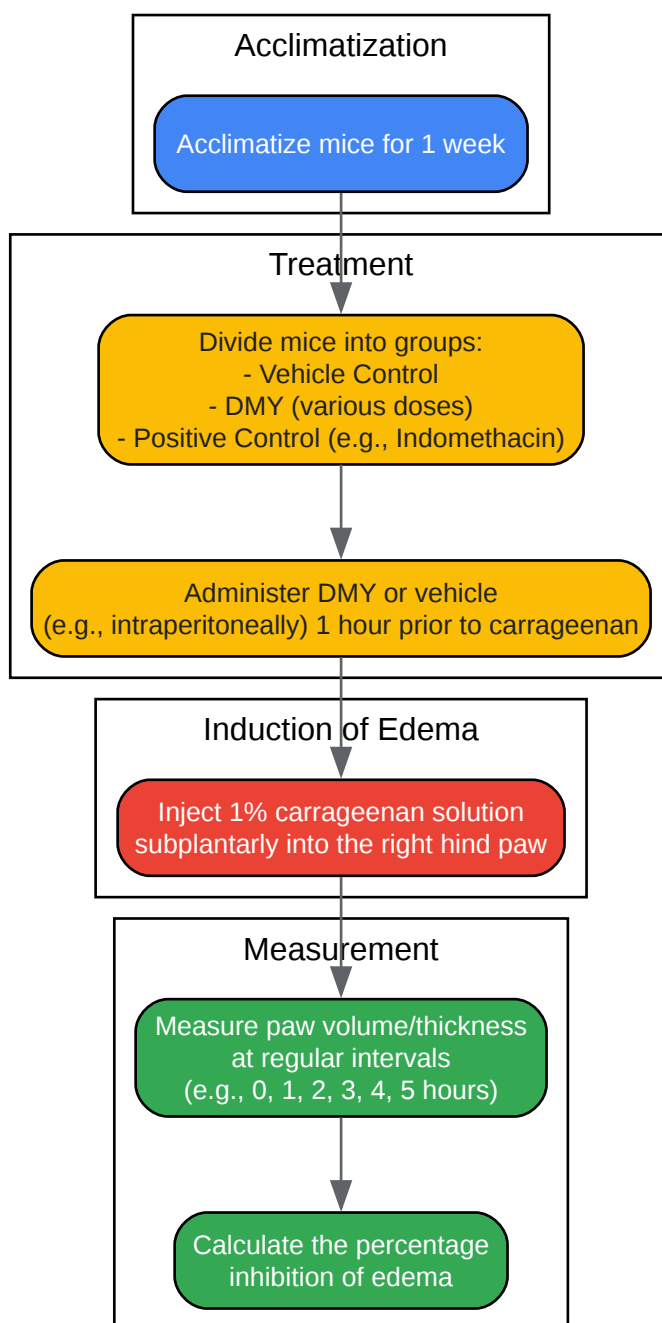 Acclimatization
Acclimatize mice for 1 week
Treatment
Divide mice into groups:
- Vehicle Control
- DMY (various doses)
- Positive Control (e.g., Indomethacin)
Administer DMY or vehicle
(e.g., intraperitoneally) 1 hour prior to carrageenan
Induction of Edema
Inject 1% carrageenan solution
subplantarly into the right hind paw
Measurement
Measure paw volume/thickness
at regular intervals
(e.g., 0, 1, 2, 3, 4, 5 hours)
Calculate the percentage
inhibition of edema